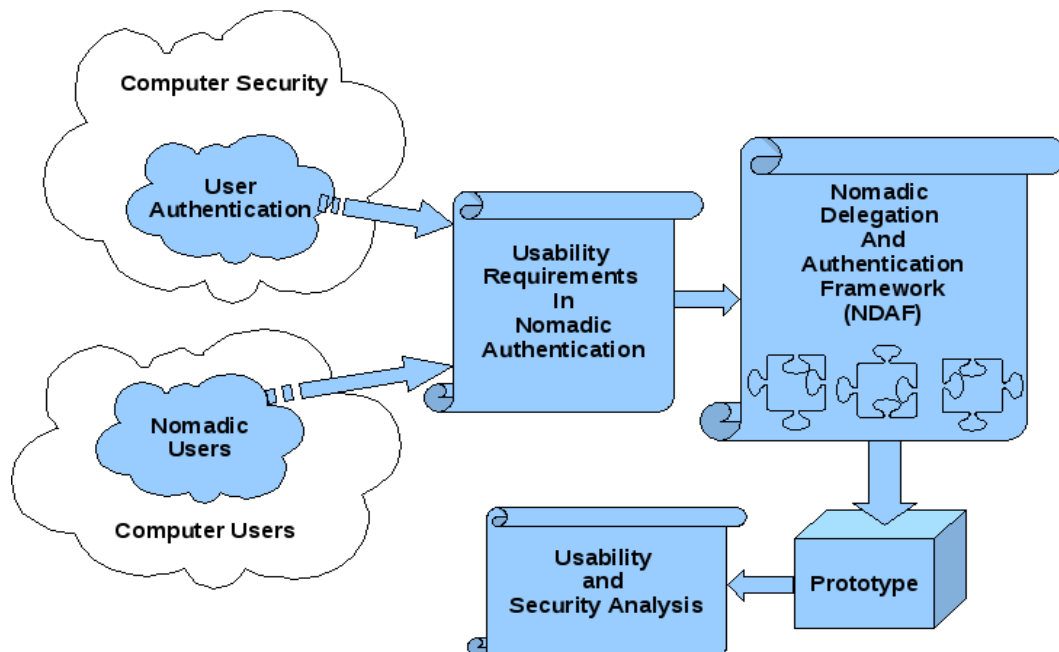 Computer Security
User
Authentication
Usability
Requirements
In
Nomadic
Authentication
Nomadic
Delegation
And
Authentication
Framework
(NDAF)
Nomadic
Users
Computer Users
Usability
and
Security Analysis
Prototype